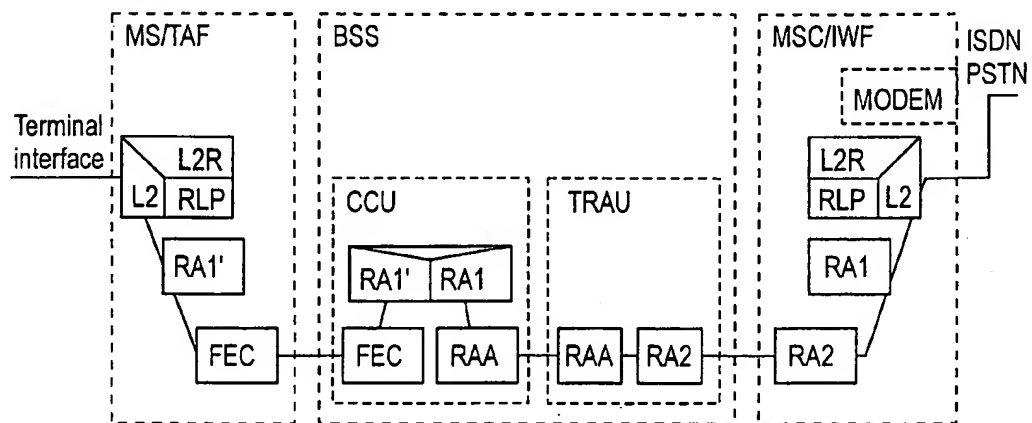 MS/TAF
BSS
MSC/IWF
ISDN
PSTN
MODEM
Terminal
interface
L2R
L2 RLP
L2R
RLP L2
CCU
TRAU
RA1'
RA1' RA1
RA1
FEC
FEC
RAA
RAA
RA2
RA2